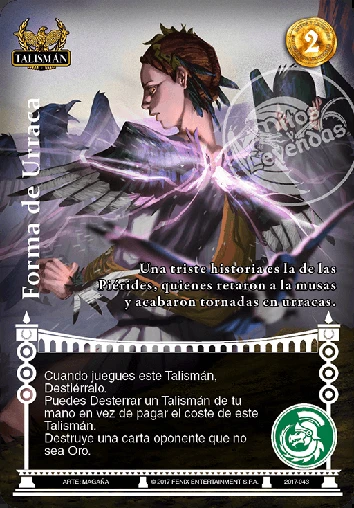 TALISMÁN
2
Mitos
y
Leyendas
Forma de Urraca
Una triste historia es la de las
Piérides, quienes retaron a la musas
y acabaron tornadas en urracas.
Cuando juegues este Talismán,
Destiérralo.
Puedes Desterrar un Talismán de tu
mano en vez de pagar el coste de este
Talismán.
Destruye una carta oponente que no
sea Oro.
ARTE: MAGAÑA
© 2017 FENIX ENTERTAINMENT S.P.A.
2017-043